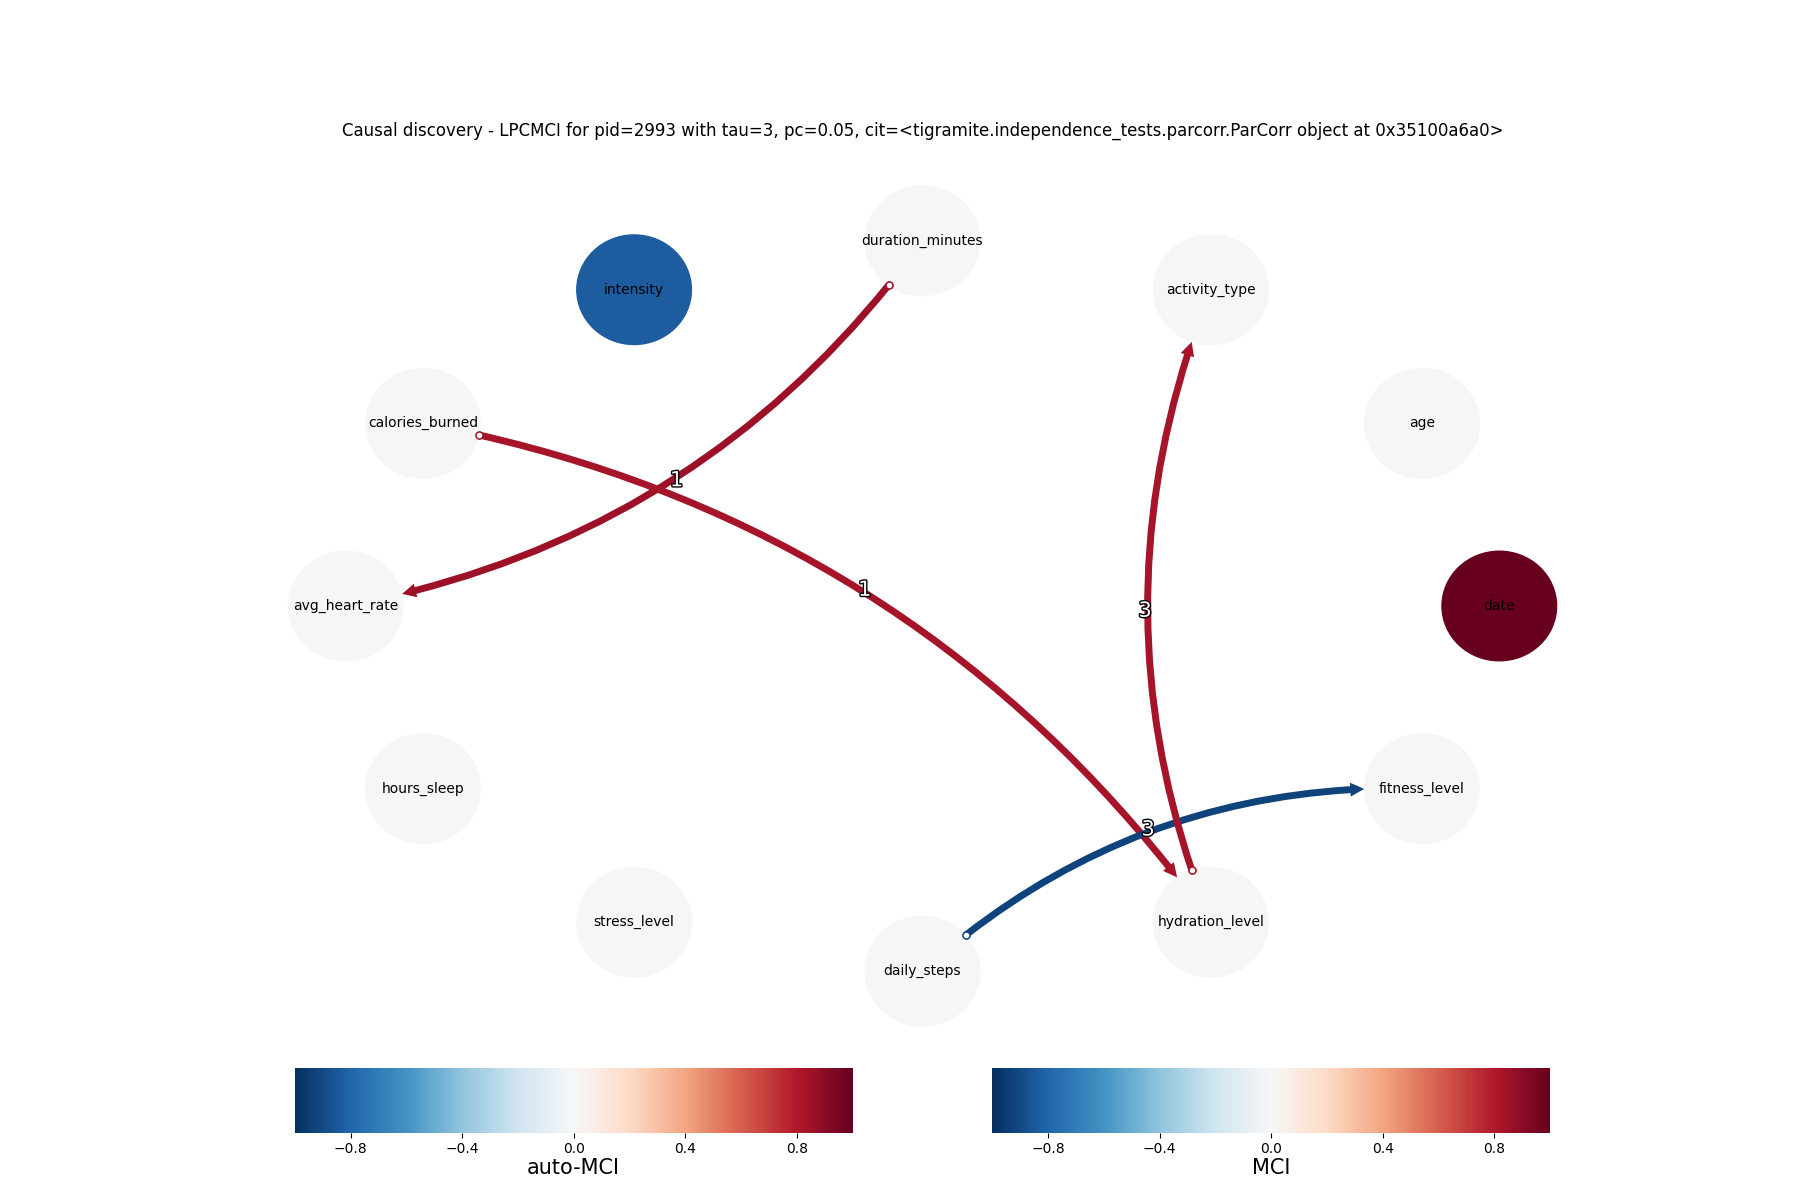 Causal discovery - LPCMCI for pid=2993 with tau=3, pc=0.05, cit=<tigramite.independence_tests.parcorr.ParCorr object at 0x35100a6a0>
duration_minutes
intensity
activity_type
calories_burned
age
1
1
avg_heart_rate
3
date
hours_sleep
fitness_level
3
stress_level
hydration_level
daily_steps
−0.8 −0.4 0.0 0.4 0.8
auto-MCI
−0.8 −0.4 0.0 0.4 0.8
MCI